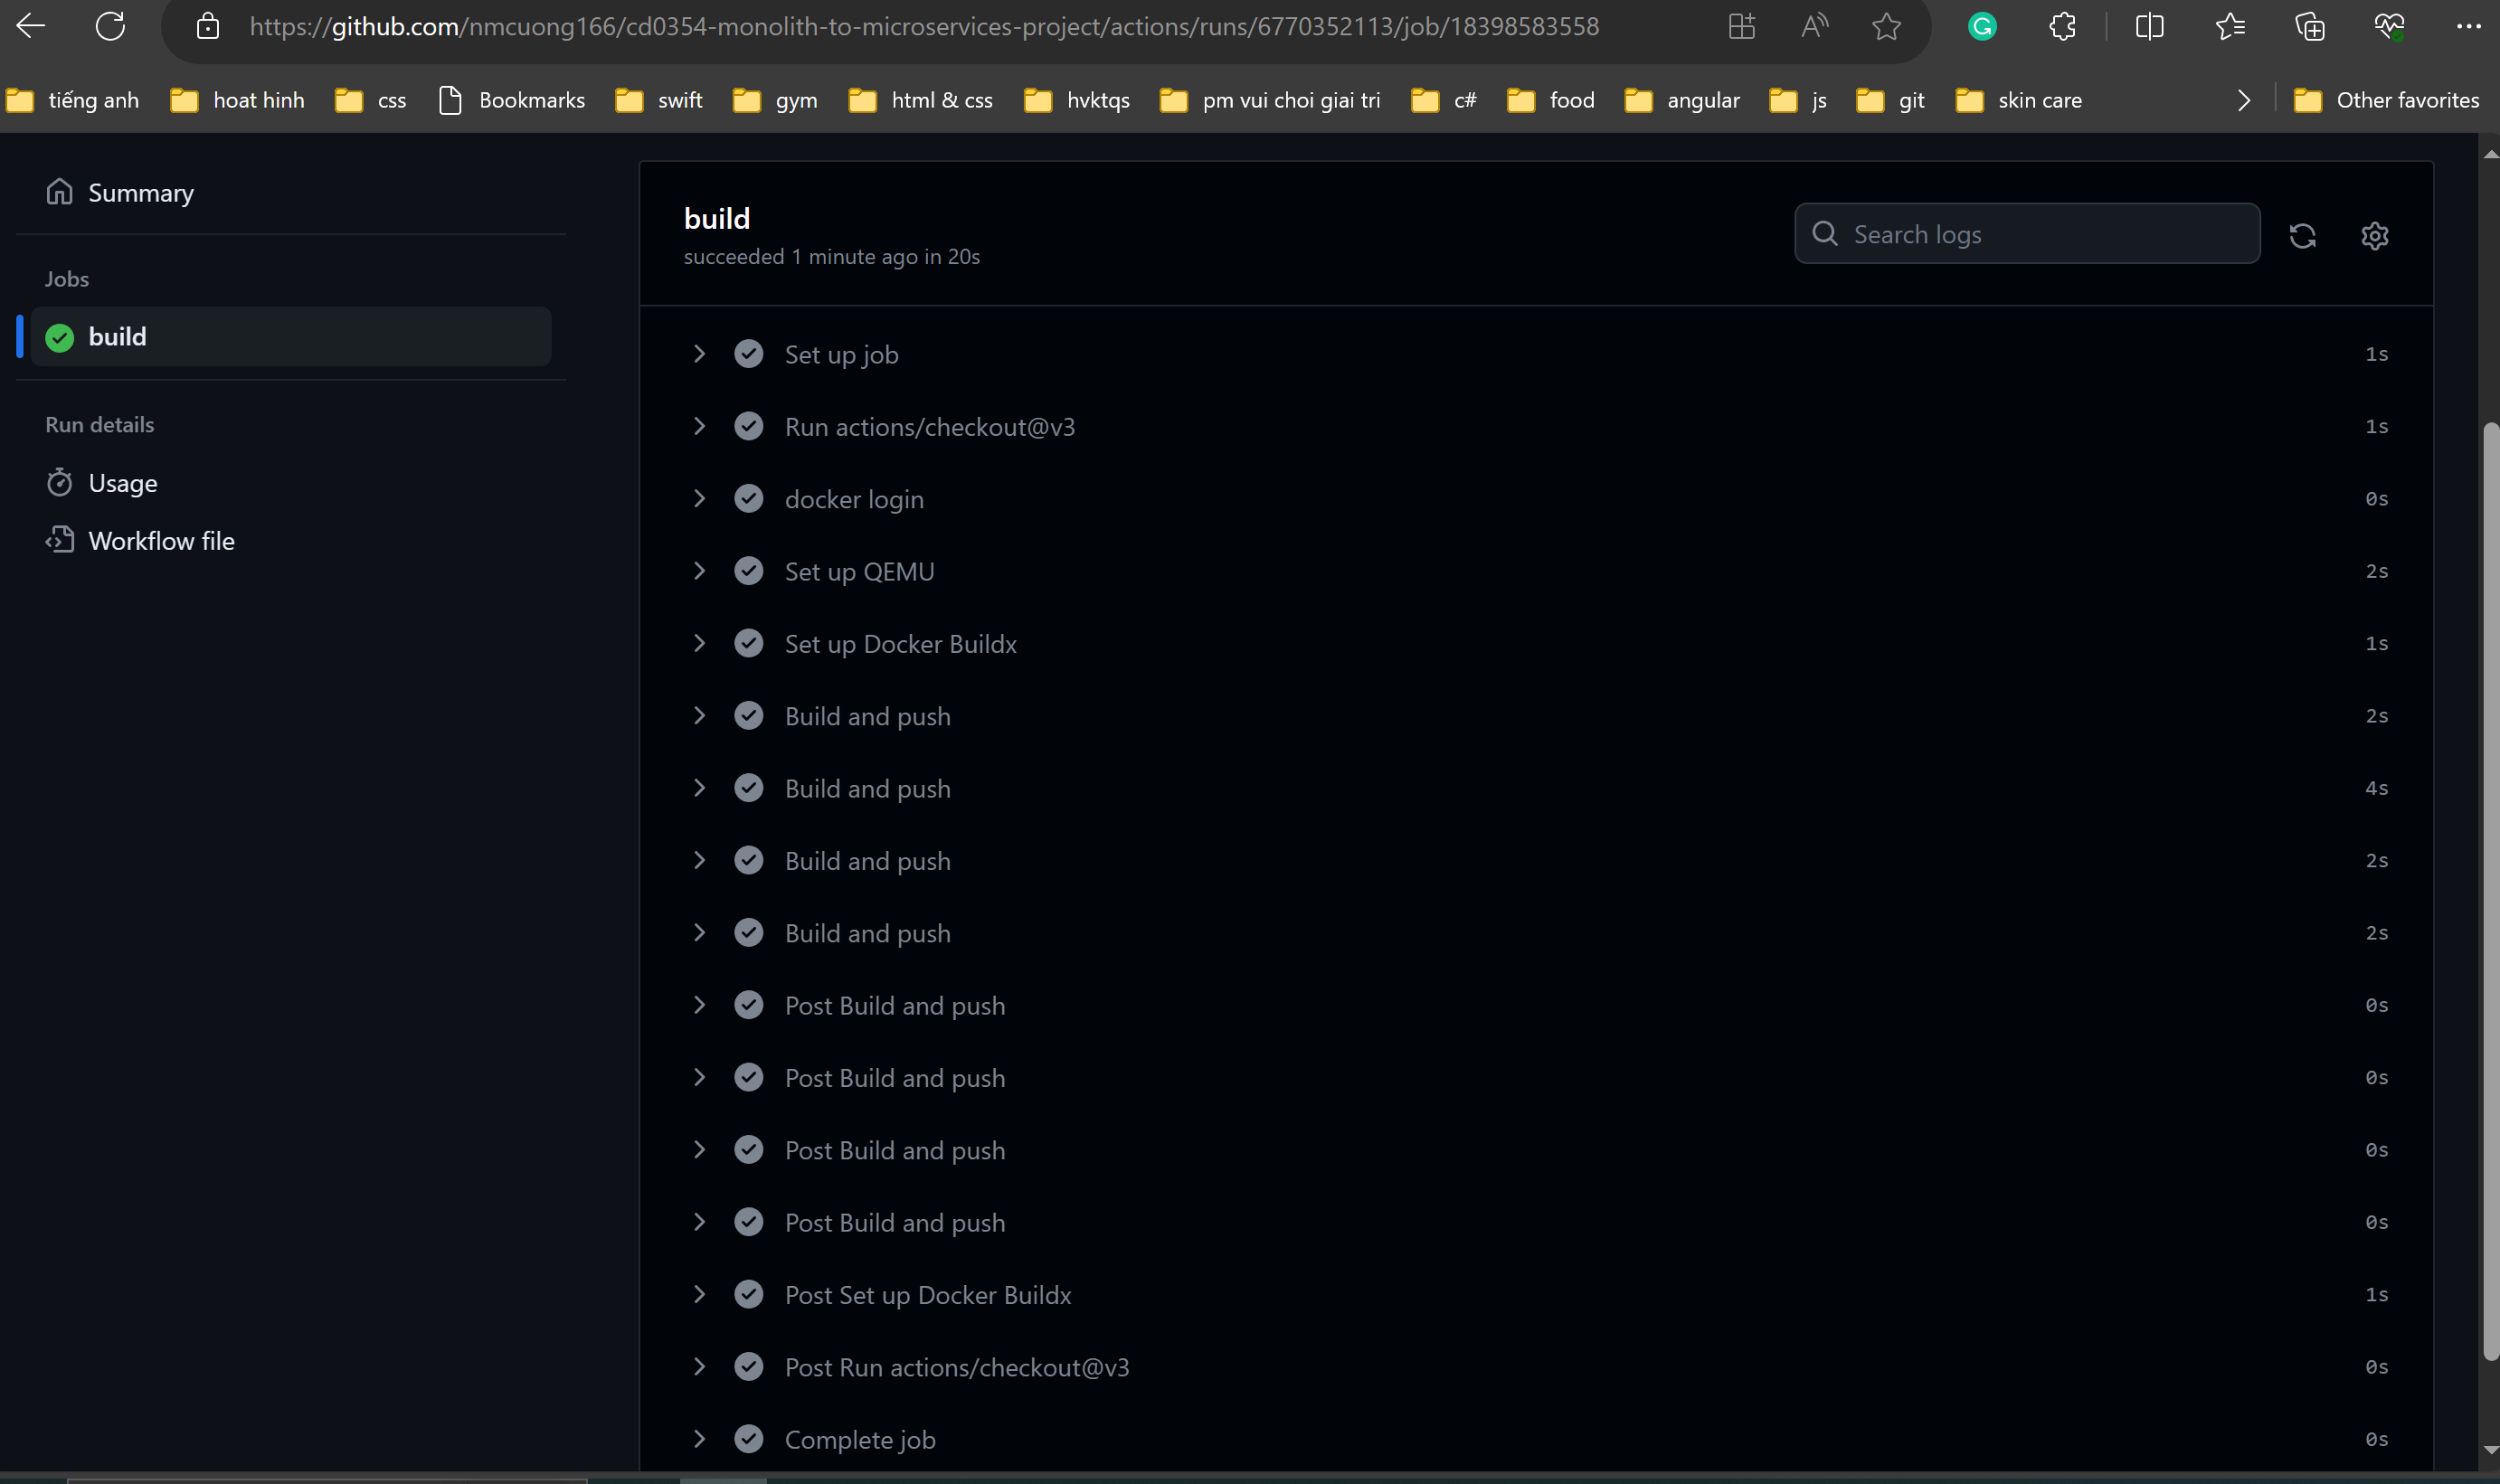 https://github.com/nmcuong166/cd0354-monolith-to-microservices-project/actions/runs/6770352113/job/18398583558
tiếng anh hoat hinh css Bookmarks swift gym html & css hvktqs pm vui choi giai tri c# food angular js git skin care Other favorites
Summary
Jobs
build
Run details
Usage
Workflow file
build
succeeded 1 minute ago in 20s
Search logs
Set up job 1s
Run actions/checkout@v3 1s
docker login 0s
Set up QEMU 2s
Set up Docker Buildx 1s
Build and push 2s
Build and push 4s
Build and push 2s
Build and push 2s
Post Build and push 0s
Post Build and push 0s
Post Build and push 0s
Post Build and push 0s
Post Set up Docker Buildx 1s
Post Run actions/checkout@v3 0s
Complete job 0s